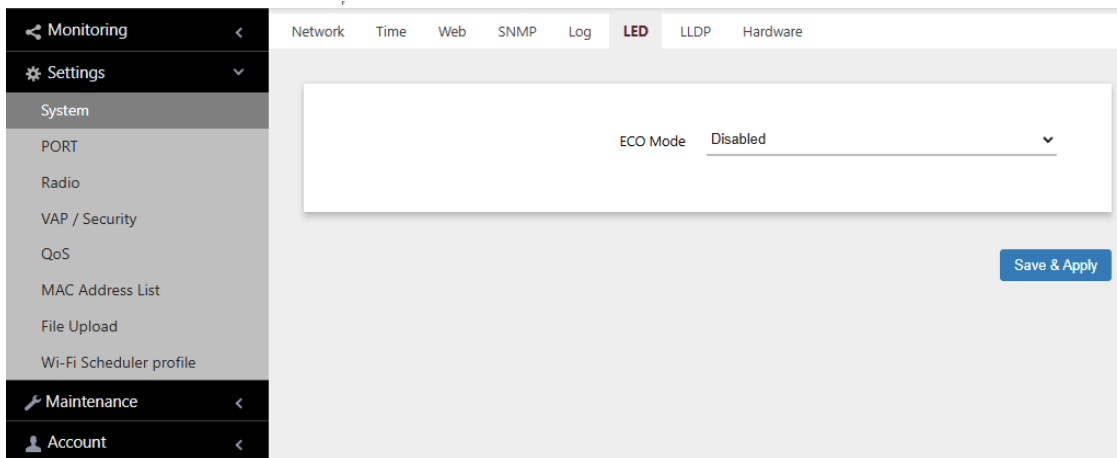 Monitoring
Settings
System
PORT
Radio
VAP / Security
QoS
MAC Address List
File Upload
Wi-Fi Scheduler profile
Maintenance
Account
Network Time Web SNMP Log LED LLDP Hardware
ECO Mode Disabled
Save & Apply